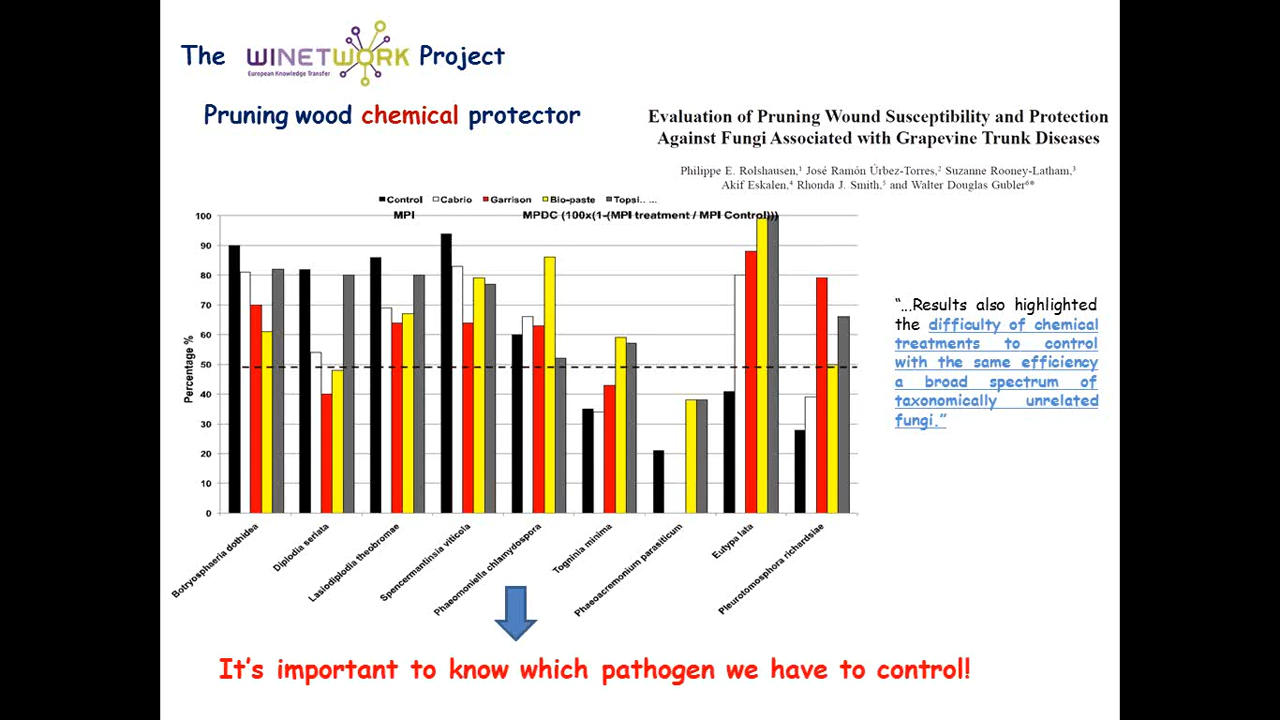 The WINETWORK Project
European Knowledge Transfer
Pruning wood chemical protector
Evaluation of Pruning Wound Susceptibility and Protection
Against Fungi Associated with Grapevine Trunk Diseases
Philippe E. Rolshausen,¹ José Ramón Úrbez-Torres,² Suzanne Rooney-Latham,³
Akif Eskalen,⁴ Rhonda J. Smith,⁵ and Walter Douglas Gubler⁶*
Control Cabrio Garrison Bio-paste Topsi.. ...
MPI MPDC (100x(1-(MPI treatment / MPI Control)))
Percentage %
100
90
80
70
60
50
40
30
20
10
0
Botryosphaeria dothidea
Diplodia seriata
Lasiodiplodia theobromae
Spencermantinsia viticola
Phaeomoniella chlamydospora
Togninia minima
Phaeoacremonium parasiticum
Eutypa lata
Pleurotomosphora richardsiae
“…Results also highlighted
the difficulty of chemical
treatments to control
with the same efficiency
a broad spectrum of
taxonomically unrelated
fungi.”
It’s important to know which pathogen we have to control!